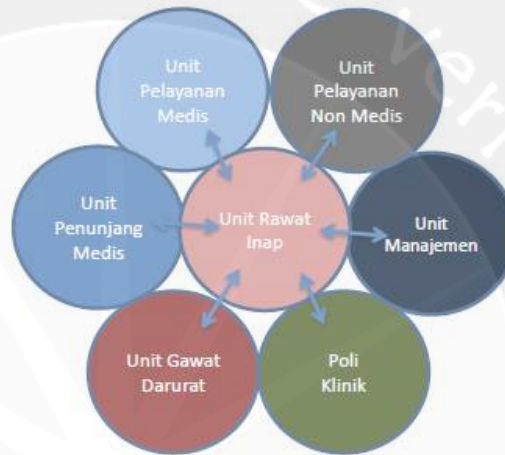 Unit
Pelayanan
Medis
Unit
Pelayanan
Non Medis
Unit
Penunjang
Medis
Unit Rawat
Inap
Unit
Manajemen
Unit Gawat
Darurat
Poli
Klinik